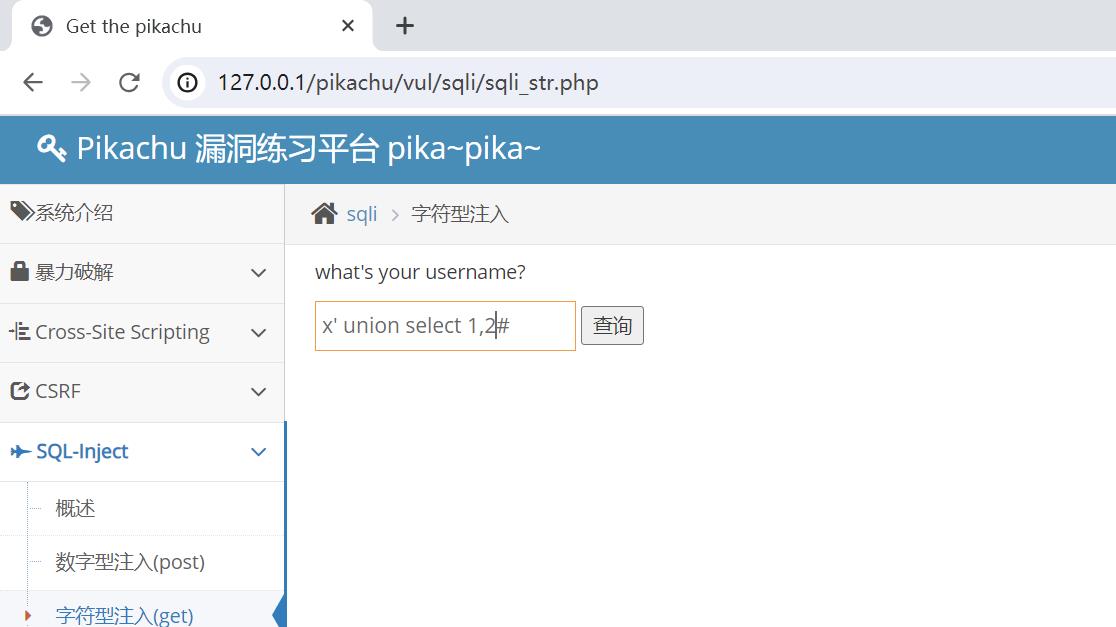 Get the pikachu
127.0.0.1/pikachu/vul/sqli/sqli_str.php
Pikachu 漏洞练习平台 pika~pika~
系统介绍
暴力破解
Cross-Site Scripting
CSRF
SQL-Inject
概述
数字型注入(post)
字符型注入(get)
sqli > 字符型注入
what's your username?
x' union select 1,2# 查询